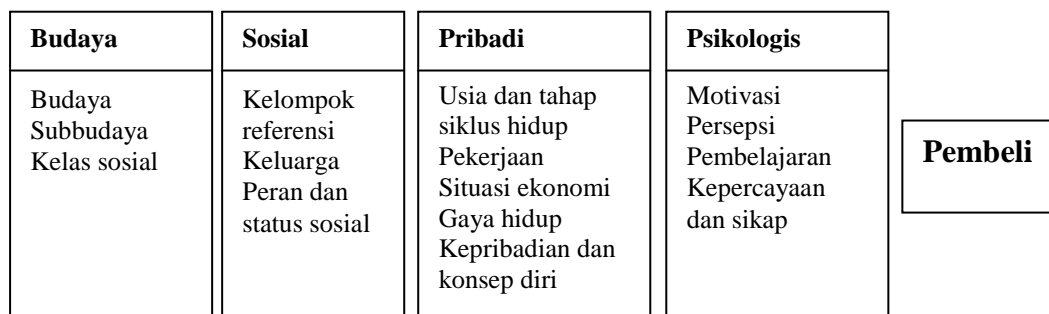 Budaya
Budaya
Subbudaya
Kelas sosial
Sosial
Kelompok
referensi
Keluarga
Peran dan
status sosial
Pribadi
Usia dan tahap
siklus hidup
Pekerjaan
Situasi ekonomi
Gaya hidup
Kepribadian dan
konsep diri
Psikologis
Motivasi
Persepsi
Pembelajaran
Kepercayaan
dan sikap
Pembeli